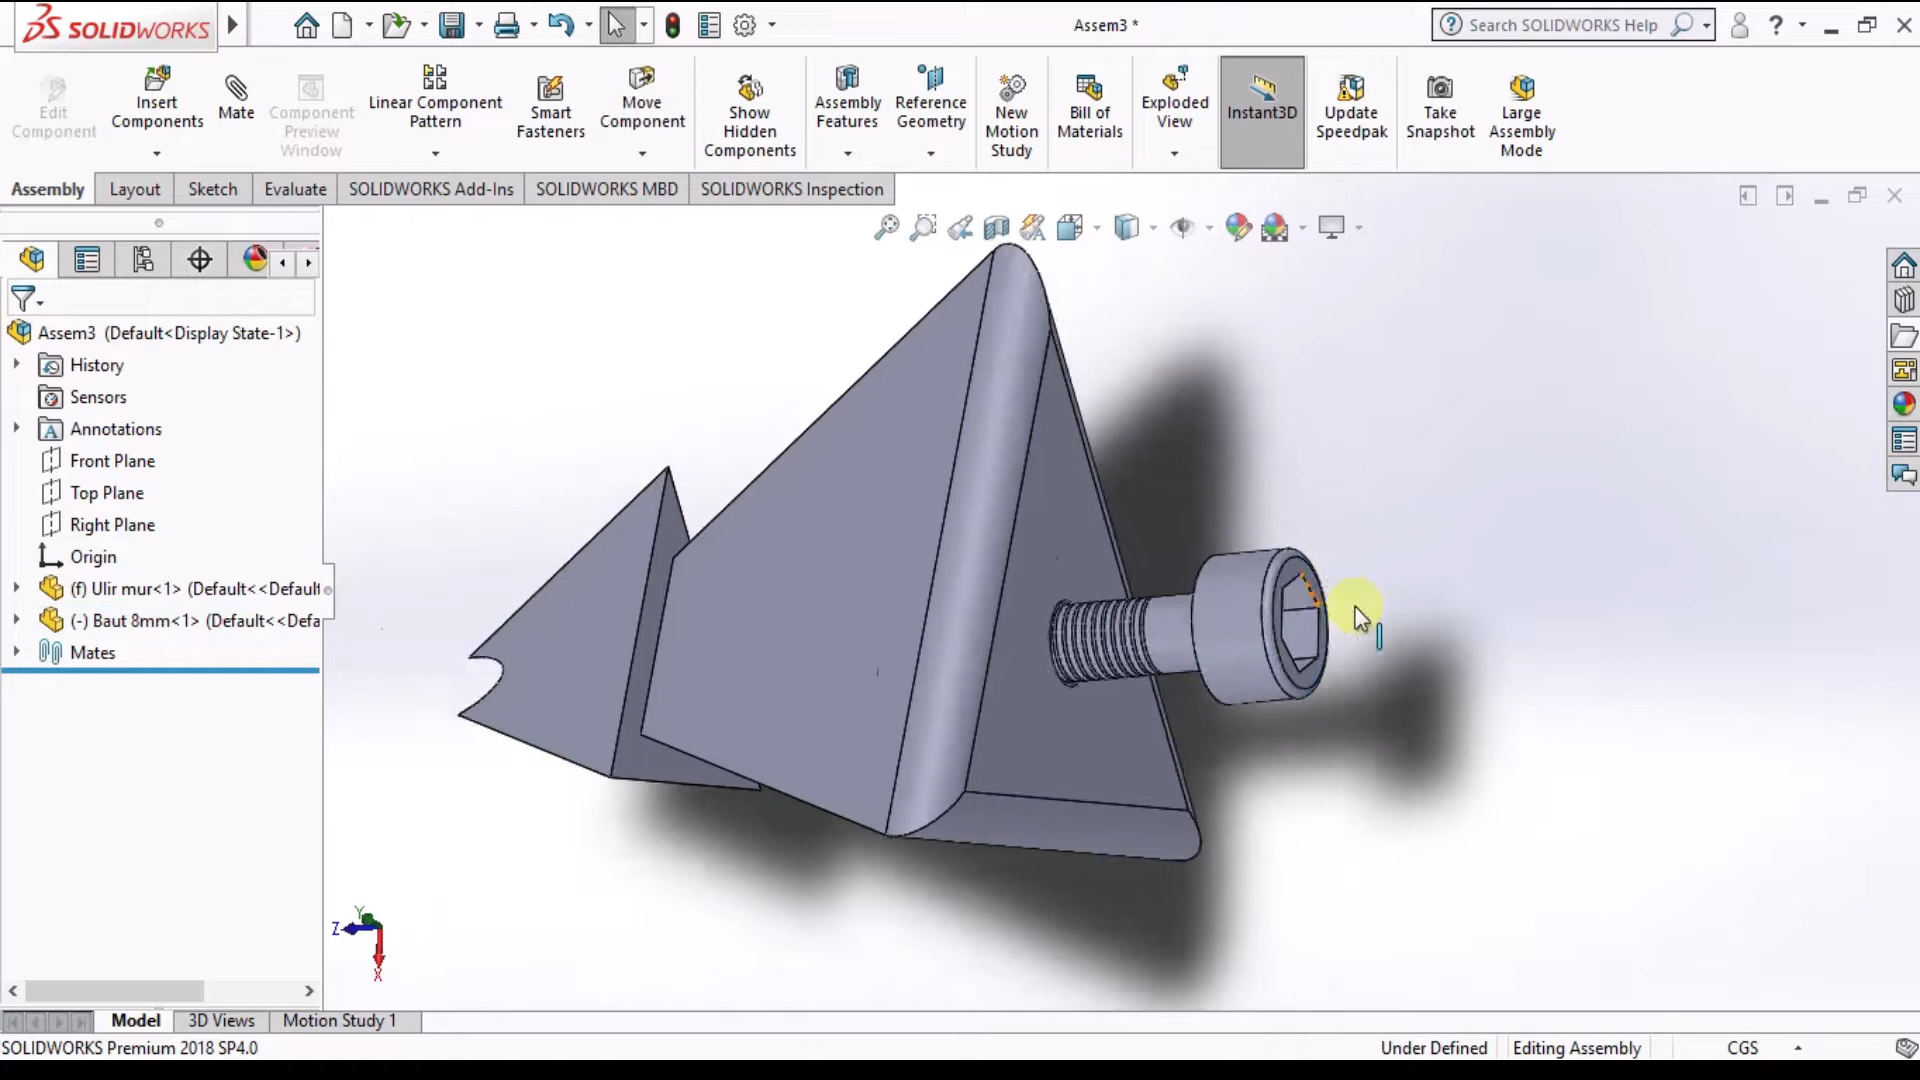 SOLIDWORKS
Assem3 *
Search SOLIDWORKS Help
Edit Component
Insert Components
Mate
Component Preview Window
Linear Component Pattern
Smart Fasteners
Move Component
Show Hidden Components
Assembly Features
Reference Geometry
New Motion Study
Bill of Materials
Exploded View
Instant3D
Update Speedpak
Take Snapshot
Large Assembly Mode
Assembly
Layout
Sketch
Evaluate
SOLIDWORKS Add-Ins
SOLIDWORKS MBD
SOLIDWORKS Inspection
Assem3 (Default<Display State-1>)
History
Sensors
Annotations
Front Plane
Top Plane
Right Plane
Origin
(f) Ulir mur<1> (Default<<Default
(-) Baut 8mm<1> (Default<<Defa
Mates
Y
Z
X
Model
3D Views
Motion Study 1
SOLIDWORKS Premium 2018 SP4.0
Under Defined
Editing Assembly
CGS